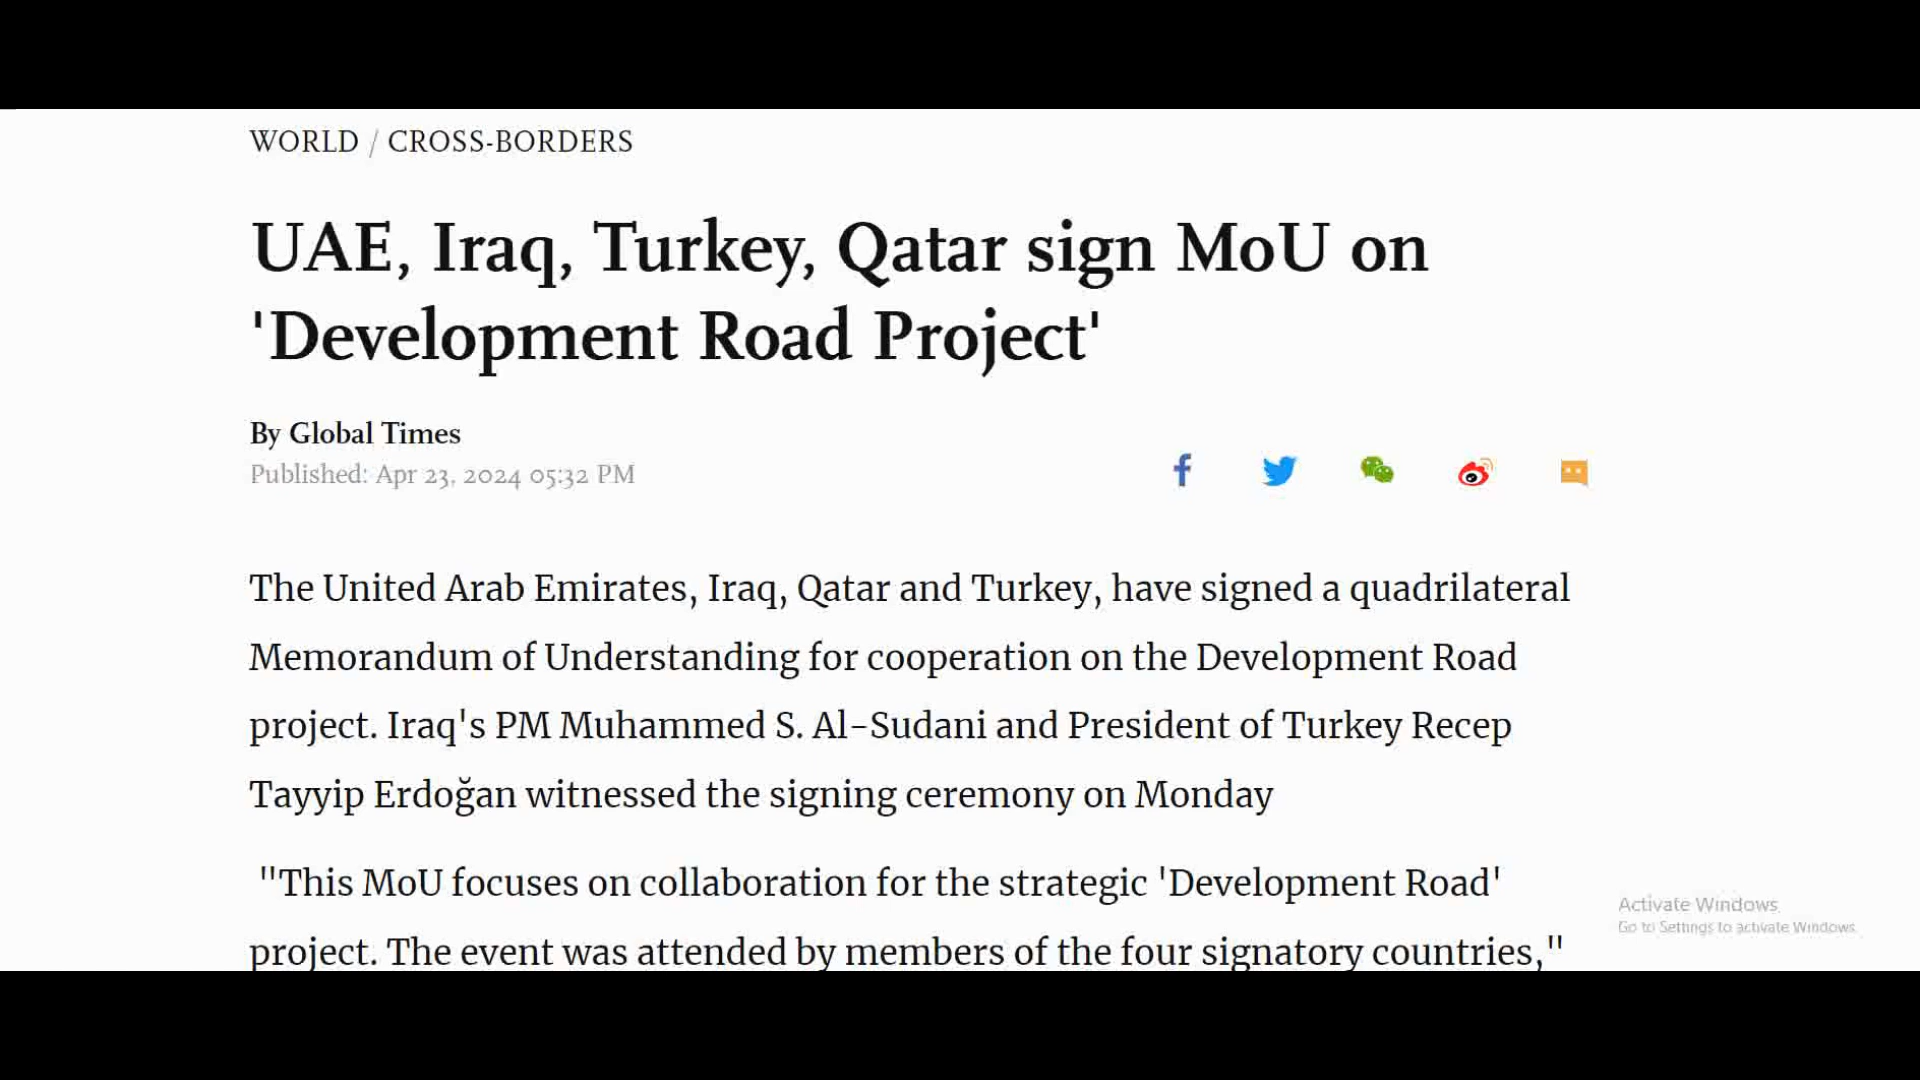 WORLD / CROSS-BORDERS
UAE, Iraq, Turkey, Qatar sign MoU on
'Development Road Project'
By Global Times
Published: Apr 23, 2024 05:32 PM
The United Arab Emirates, Iraq, Qatar and Turkey, have signed a quadrilateral
Memorandum of Understanding for cooperation on the Development Road
project. Iraq's PM Muhammed S. Al-Sudani and President of Turkey Recep
Tayyip Erdoğan witnessed the signing ceremony on Monday
"This MoU focuses on collaboration for the strategic 'Development Road'
project. The event was attended by members of the four signatory countries,"
Activate Windows
Go to Settings to activate Windows.